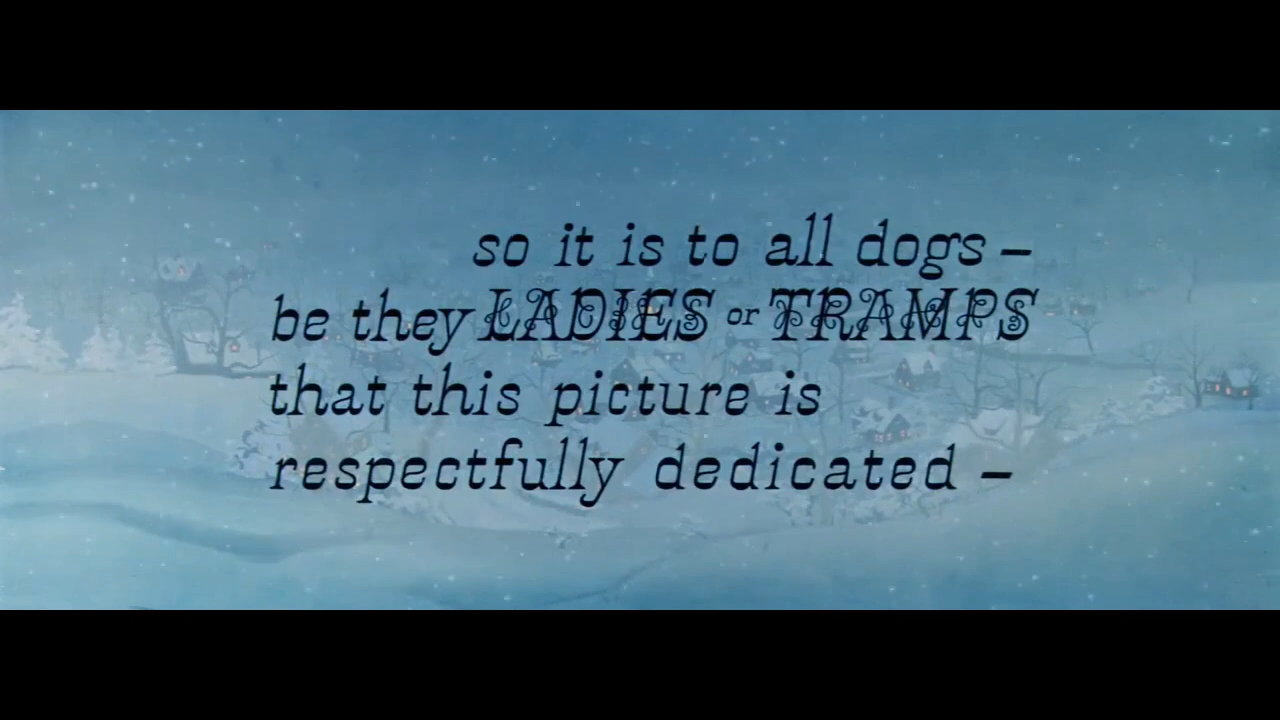 so it is to all dogs –
be they LADIES or TRAMPS
that this picture is
respectfully dedicated –